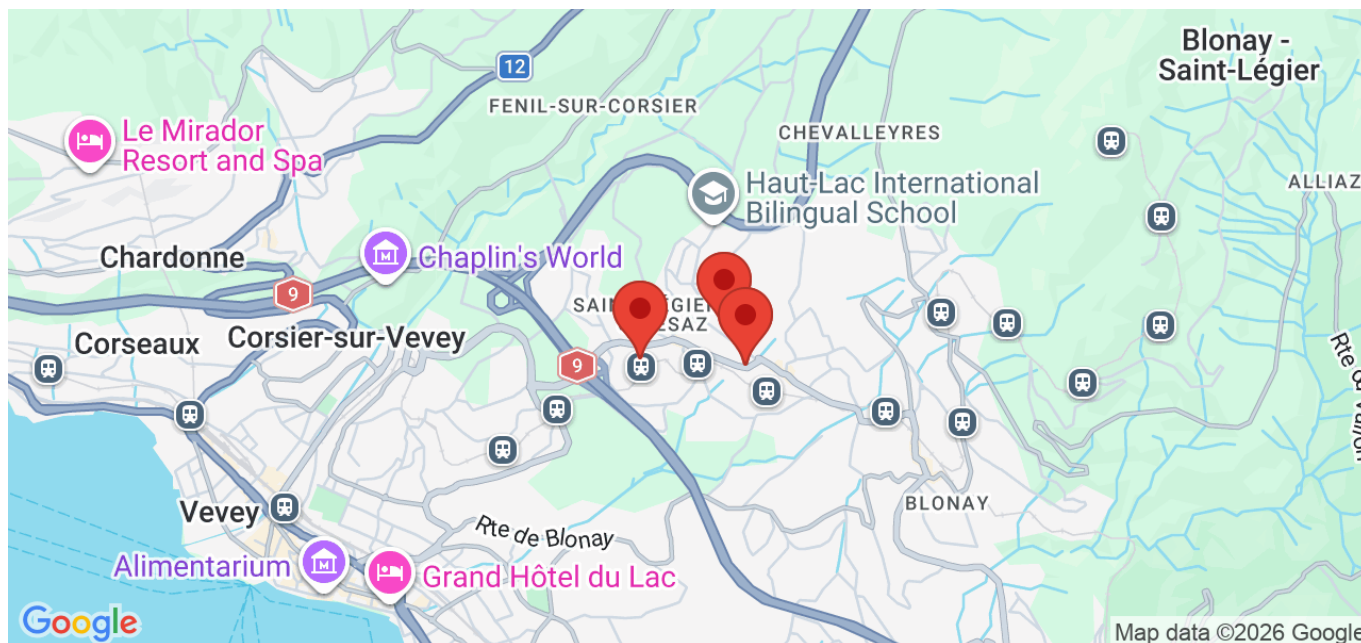 Blonay -
Saint-Légier
12
FENIL-SUR-CORSIER
CHEVALLEYRES
Le Mirador
Resort and Spa
Haut-Lac International
Bilingual School
ALLIAZ
Chardonne
Chaplin's World
9
Corseaux
Corsier-sur-Vevey
9
Vevey
BLONAY
Rte de Blonay
Alimentarium
Grand Hôtel du Lac
Google
Map data ©2026 Google